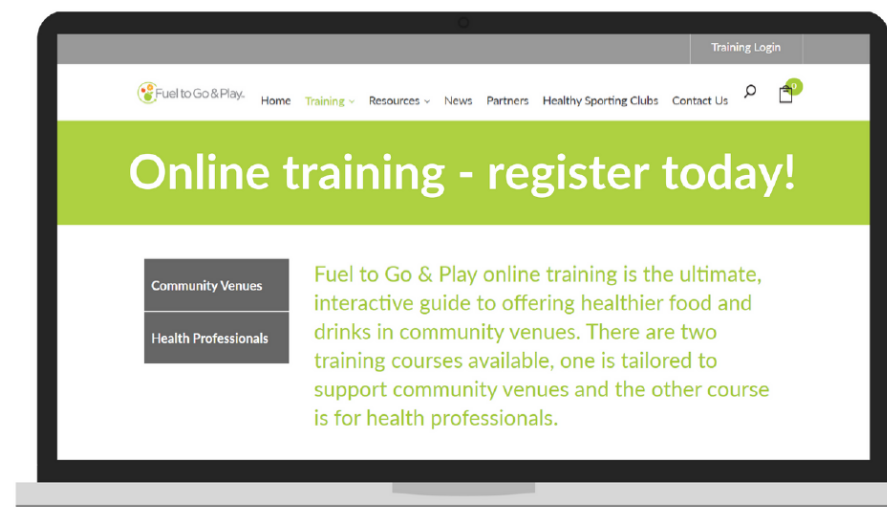 Training Login
Fuel to Go & Play.
Home Training Resources News Partners Healthy Sporting Clubs Contact Us
0
Online training - register today!
Community Venues
Health Professionals
Fuel to Go & Play online training is the ultimate,
interactive guide to offering healthier food and
drinks in community venues. There are two
training courses available, one is tailored to
support community venues and the other course
is for health professionals.